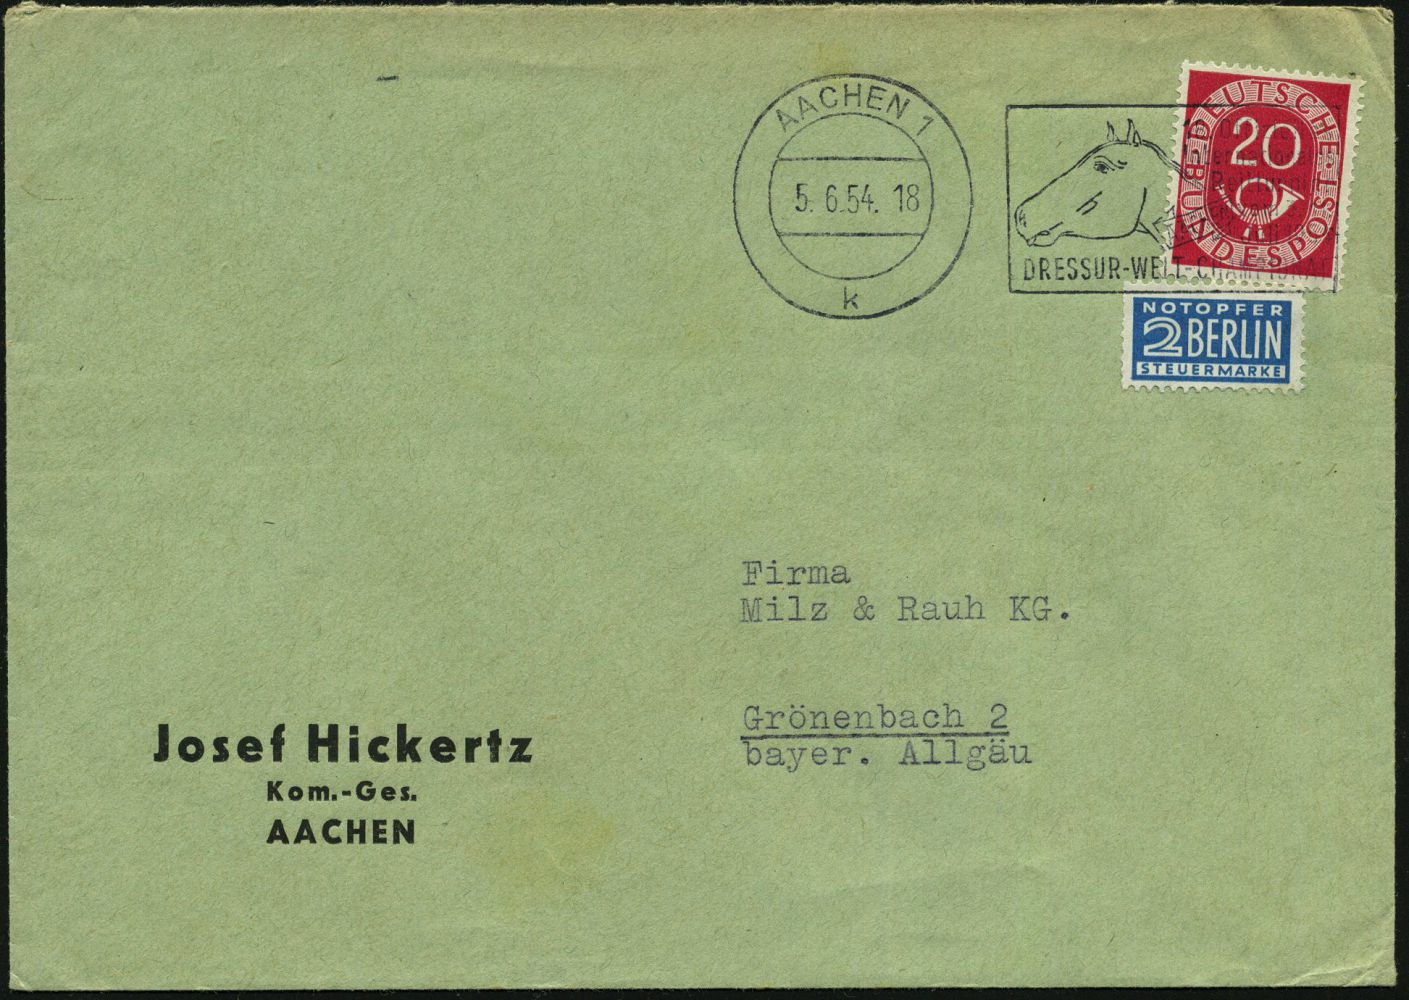 AACHEN 1
5. 6. 54. 18
k
DRESSUR-WELT-CHAMPIONAT
DEUTSCHE BUNDESPOST
20
NOTOPFER
2 BERLIN
STEUERMARKE
Firma
Milz & Rauh KG.
Grönenbach 2
bayer. Allgäu
Josef Hickertz
Kom.-Ges.
AACHEN